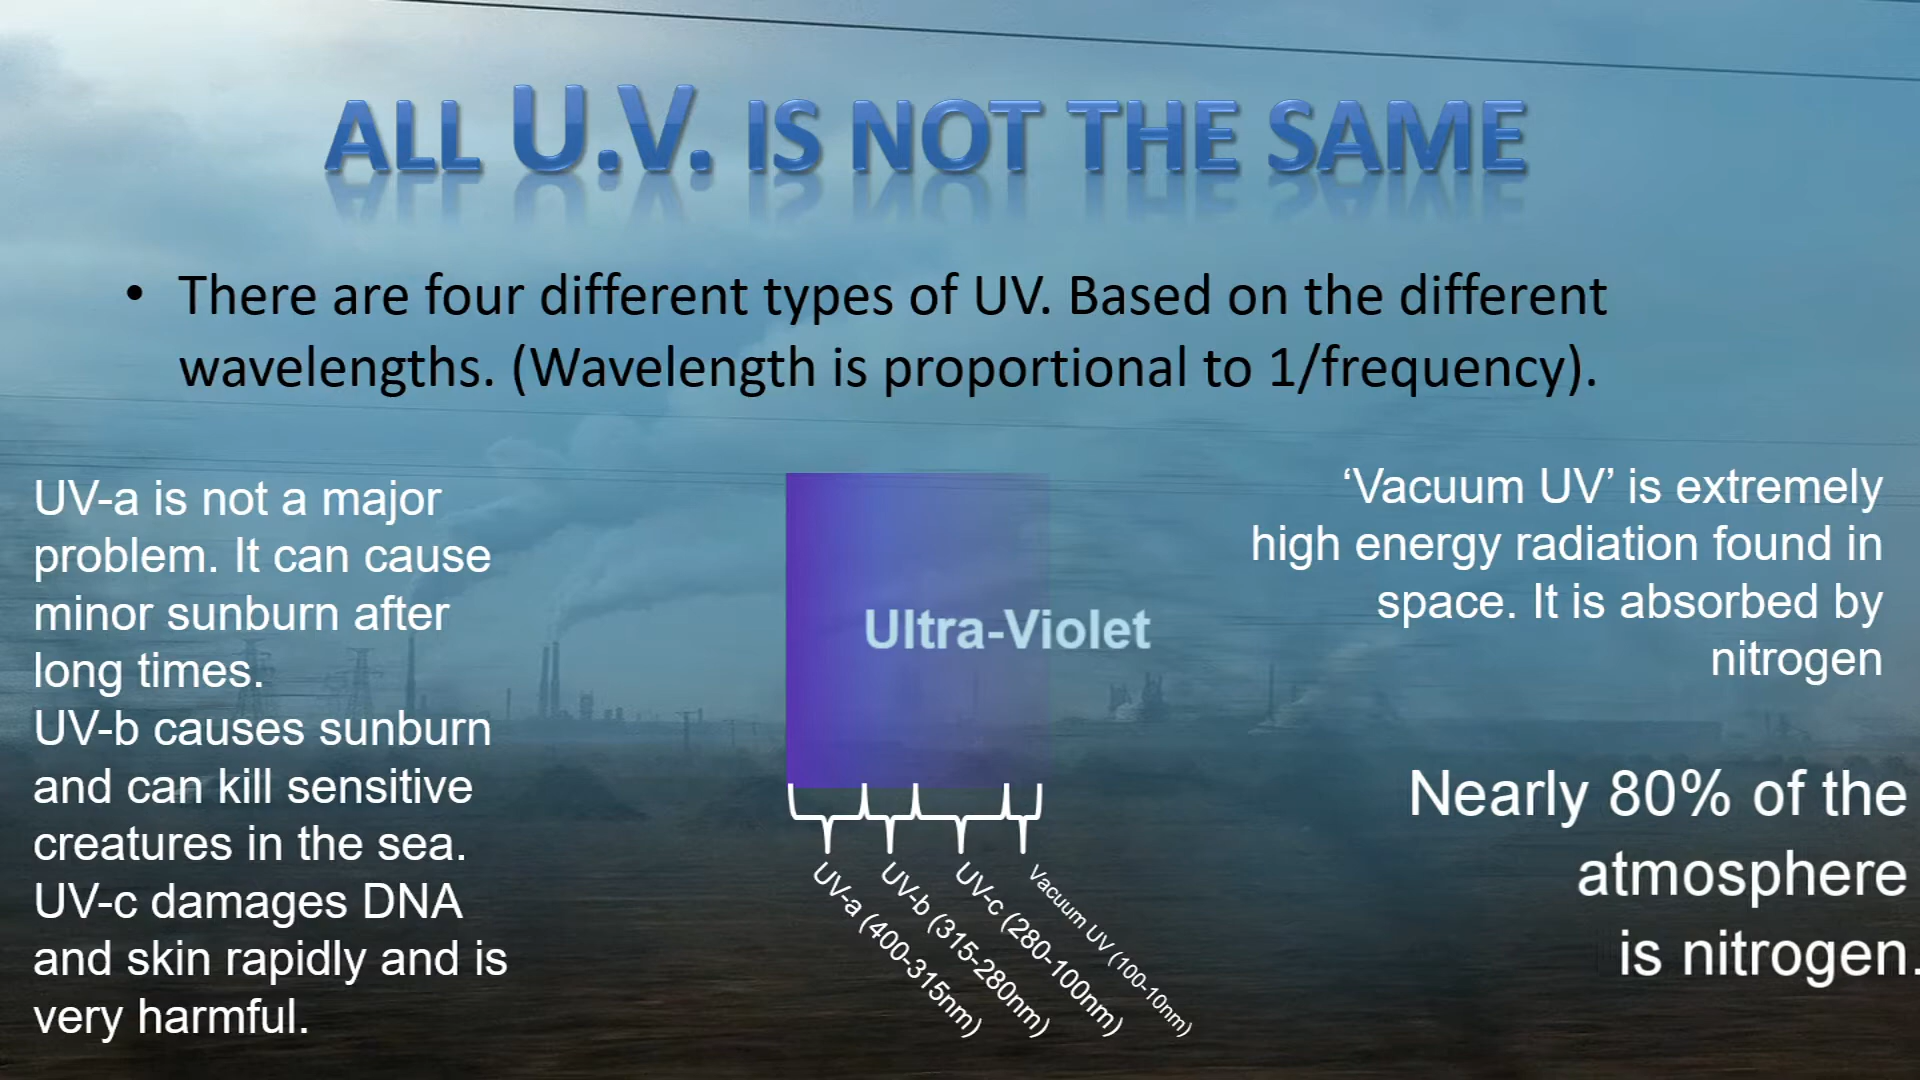 ALL U.V. IS NOT THE SAME
• There are four different types of UV. Based on the different
wavelengths. (Wavelength is proportional to 1/frequency).
UV-a is not a major
problem. It can cause
minor sunburn after
long times.
UV-b causes sunburn
and can kill sensitive
creatures in the sea.
UV-c damages DNA
and skin rapidly and is
very harmful.
Ultra-Violet
UV-a (400-315nm)
UV-b (315-280nm)
UV-c (280-100nm)
Vacuum UV (100-10nm)
‘Vacuum UV’ is extremely
high energy radiation found in
space. It is absorbed by
nitrogen
Nearly 80% of the
atmosphere
is nitrogen.